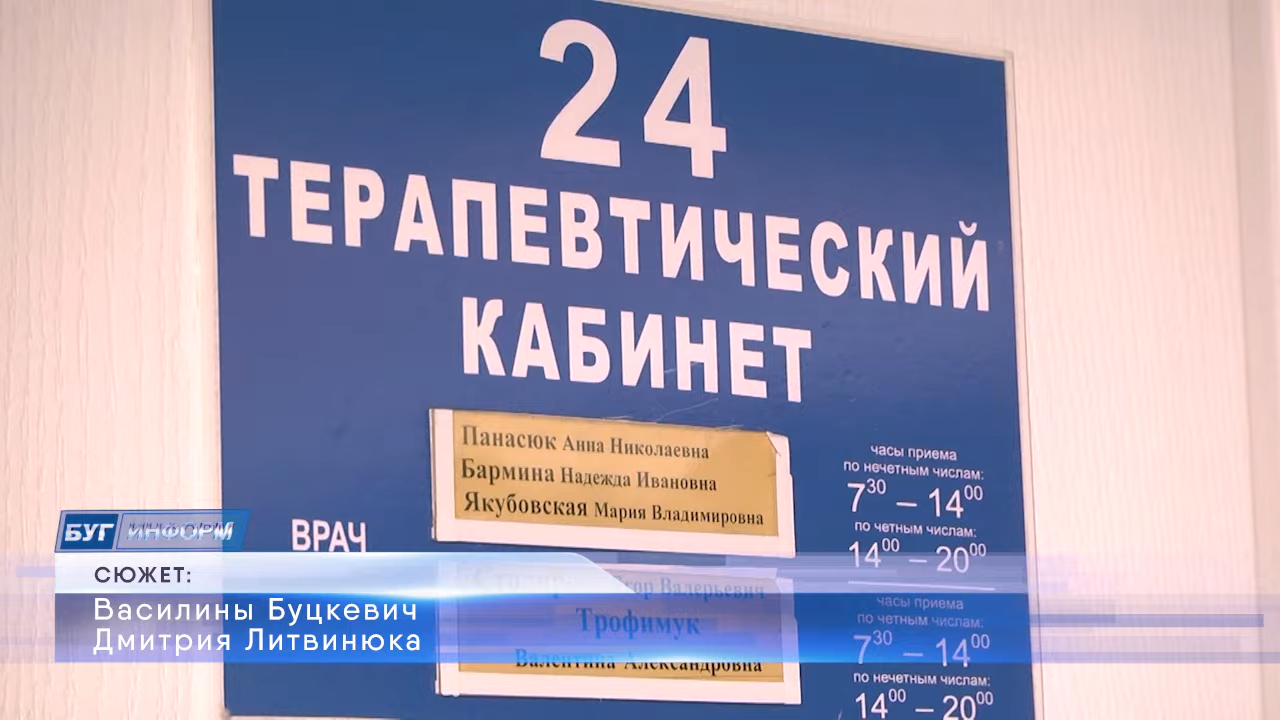 24
ТЕРАПЕВТИЧЕСКИЙ
КАБИНЕТ
Панасюк Анна Николаевна
Бармина Надежда Ивановна
Якубовская Мария Владимировна
ВРАЧ
часы приема
по нечетным числам:
7³⁰ – 14⁰⁰
по четным числам:
14⁰⁰ – 20⁰⁰
Валерьевич
Трофимук
Валентина Александровна
часы приема
по четным числам:
7³⁰ – 14⁰⁰
по нечетным числам:
14⁰⁰ – 20⁰⁰
БУГ ИНФОРМ
СЮЖЕТ:
Василины Буцкевич
Дмитрия Литвинюка